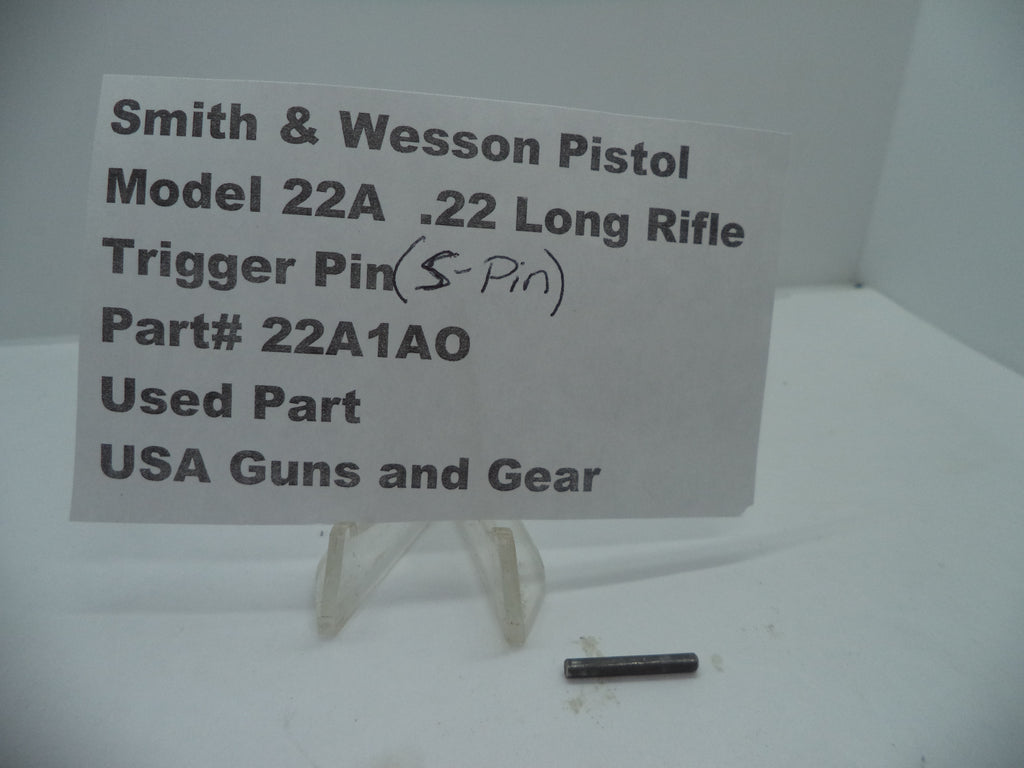 Smith & Wesson Pistol
Model 22A .22 Long Rifle
Trigger Pin (S-Pin)
Part# 22A1AO
Used Part
USA Guns and Gear